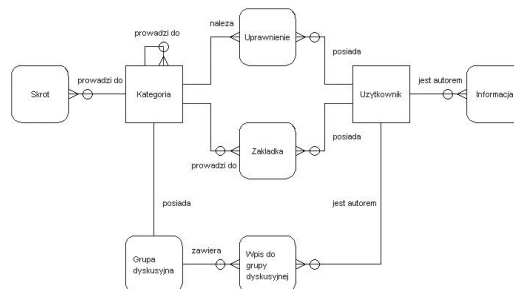 prowadzi do
naleza
Uprawnienie
posiada
Skrot
prowadzi do
Kategoria
Uzytkownik
jest autorem
Informacja
Zakladka
posiada
prowadzi do
posiada
jest autorem
Grupa
dyskusyjna
zawiera
Wpis do
grupy
dyskusyjnej